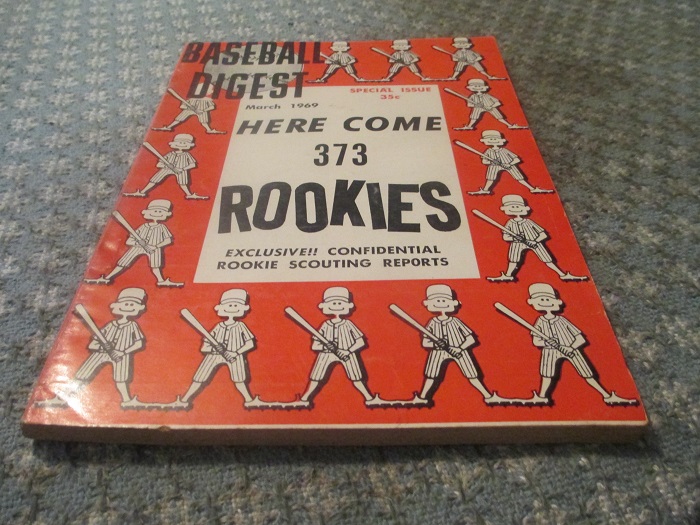 BASEBALL
DIGEST
March 1969
SPECIAL ISSUE
35c
HERE COME
373
ROOKIES
EXCLUSIVE!! CONFIDENTIAL
ROOKIE SCOUTING REPORTS